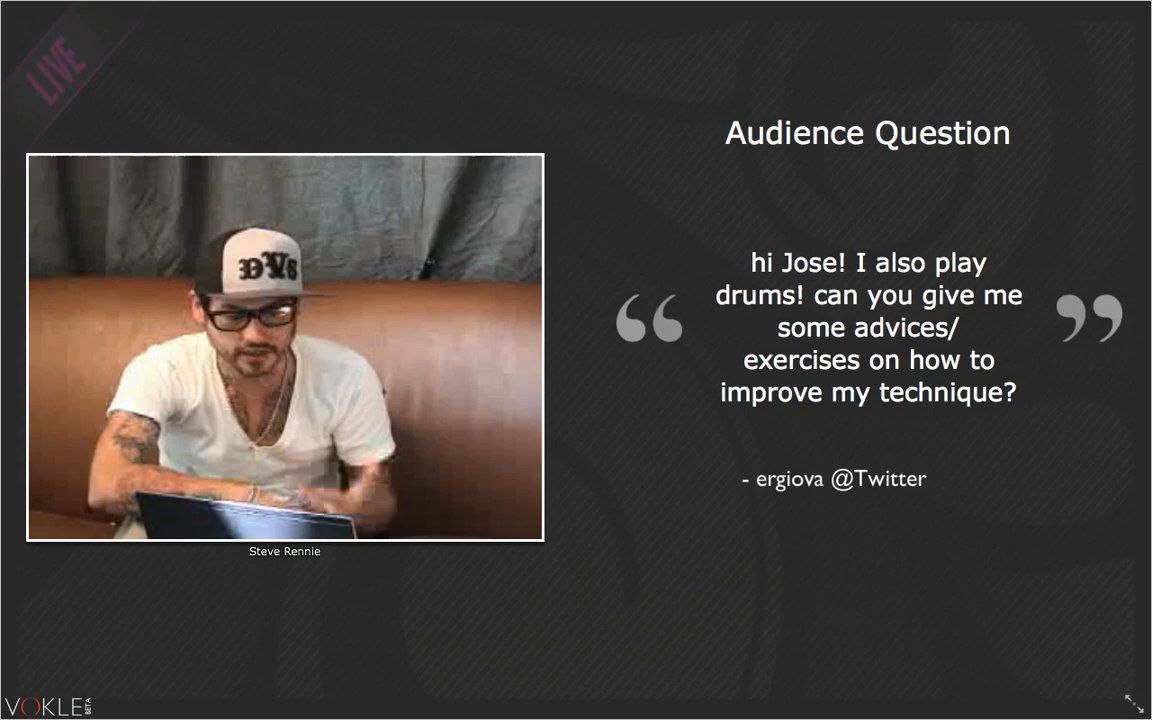 LIVE
Audience Question
hi Jose! I also play
drums! can you give me
some advices/
exercises on how to
improve my technique?
- ergiova @Twitter
DVS
Steve Rennie
VOKLE BETA